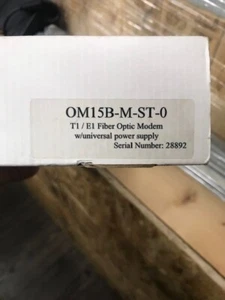 OM15B-M-ST-0
T1 / E1 Fiber Optic Modem
w/universal power supply
Serial Number: 28892